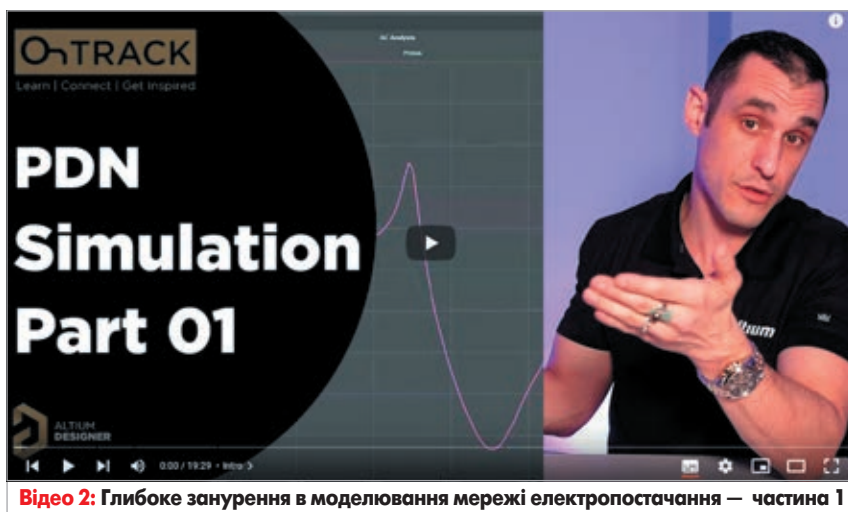 OnTRACK
Learn | Connect | Get Inspired
AC Analysis
PDN
Simulation
Part 01
ltium
ALTIUM
DESIGNER
0:00 / 19:29 • Intro >
Відео 2: Глибоке занурення в моделювання мережі електропостачання — частина 1